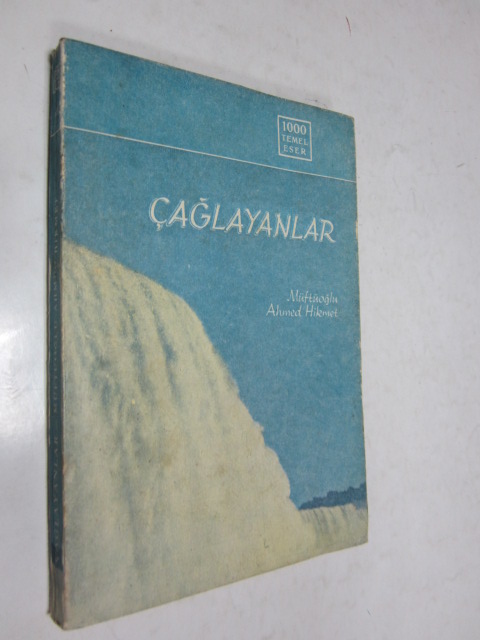 1000
TEMEL
ESER
ÇAĞLAYANLAR
Müftüoğlu
Ahmed Hikmet